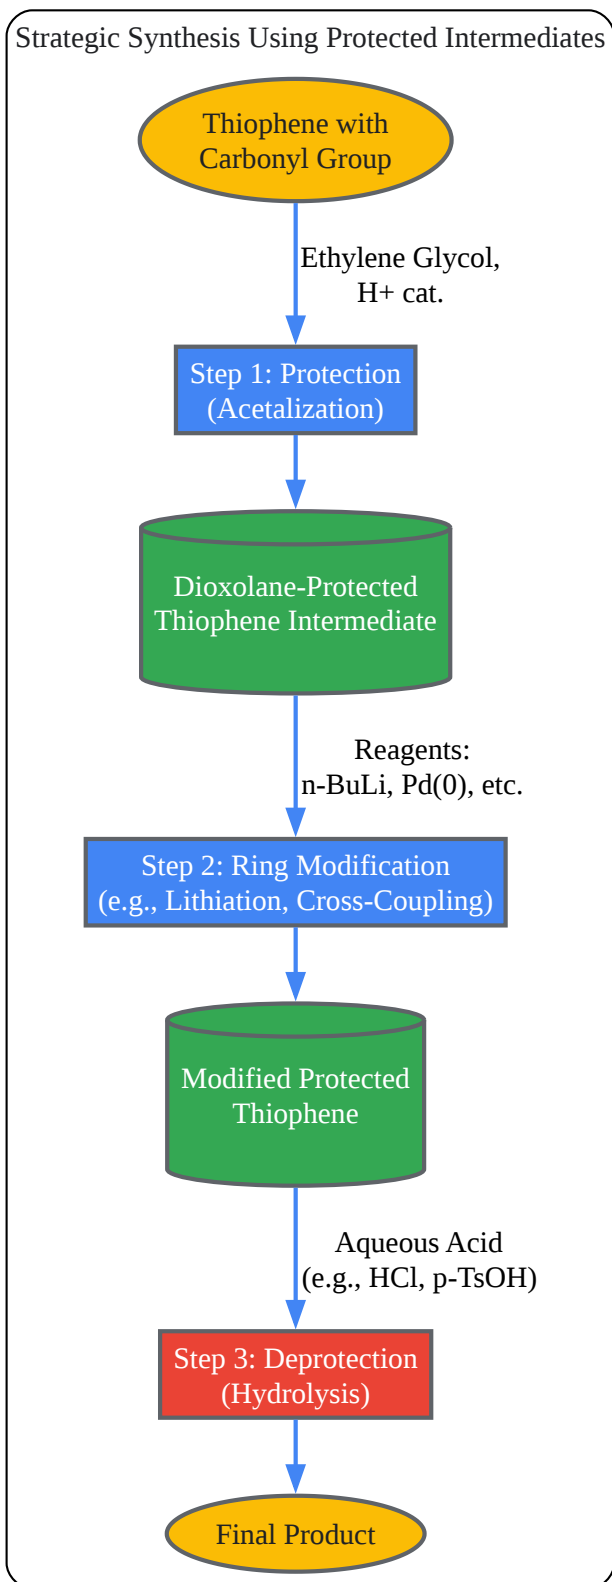 Strategic Synthesis Using Protected Intermediates
Thiophene with
Carbonyl Group
Ethylene Glycol,
H+ cat.
Step 1: Protection
(Acetalization)
Dioxolane-Protected
Thiophene Intermediate
Reagents:
n-BuLi, Pd(0), etc.
Step 2: Ring Modification
(e.g., Lithiation, Cross-Coupling)
Modified Protected
Thiophene
Aqueous Acid
(e.g., HCl, p-TsOH)
Step 3: Deprotection
(Hydrolysis)
Final Product